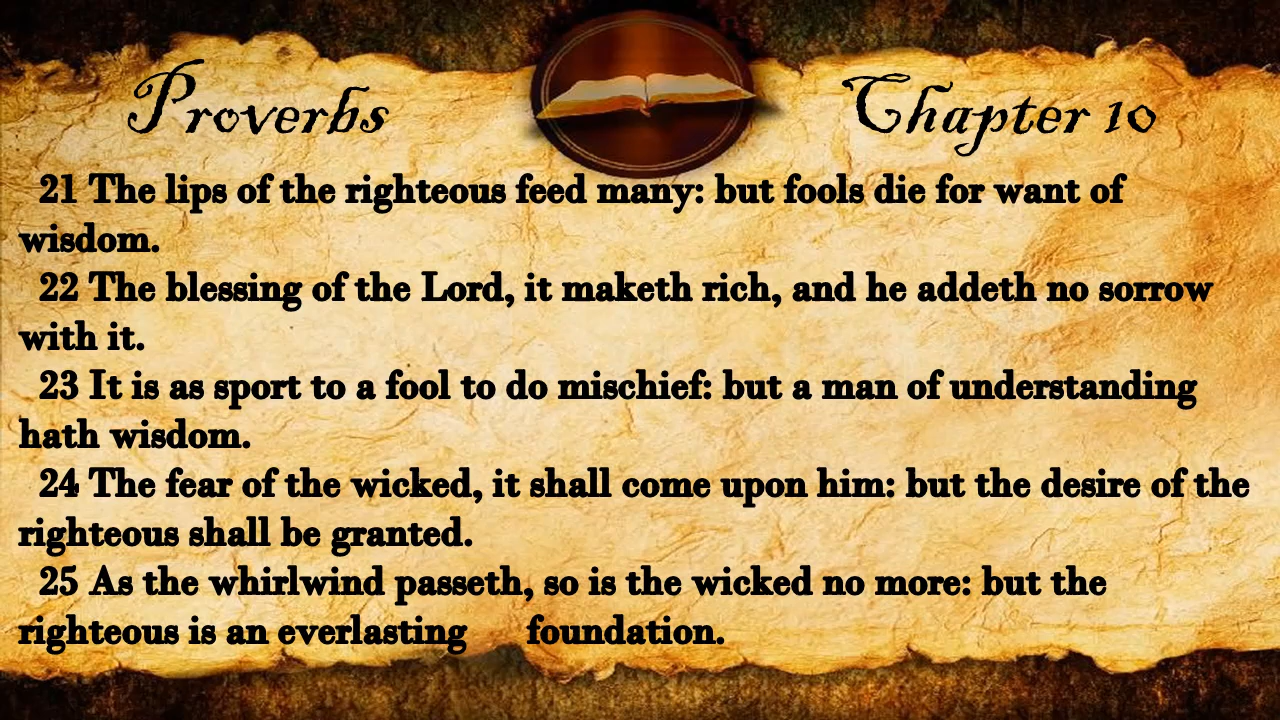 Proverbs Chapter 10
21 The lips of the righteous feed many: but fools die for want of
wisdom.
22 The blessing of the Lord, it maketh rich, and he addeth no sorrow
with it.
23 It is as sport to a fool to do mischief: but a man of understanding
hath wisdom.
24 The fear of the wicked, it shall come upon him: but the desire of the
righteous shall be granted.
25 As the whirlwind passeth, so is the wicked no more: but the
righteous is an everlasting foundation.